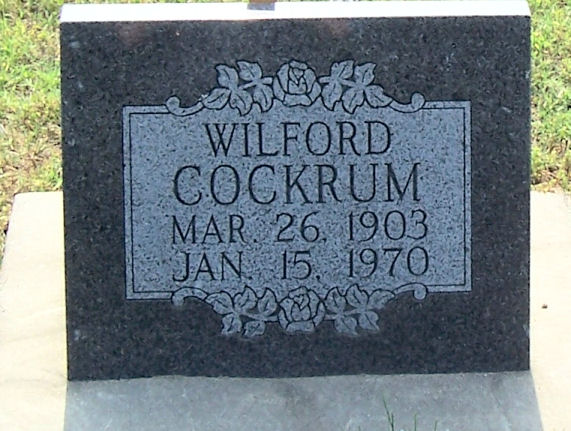 WILFORD
COCKRUM
MAR. 26, 1903
JAN. 15, 1970